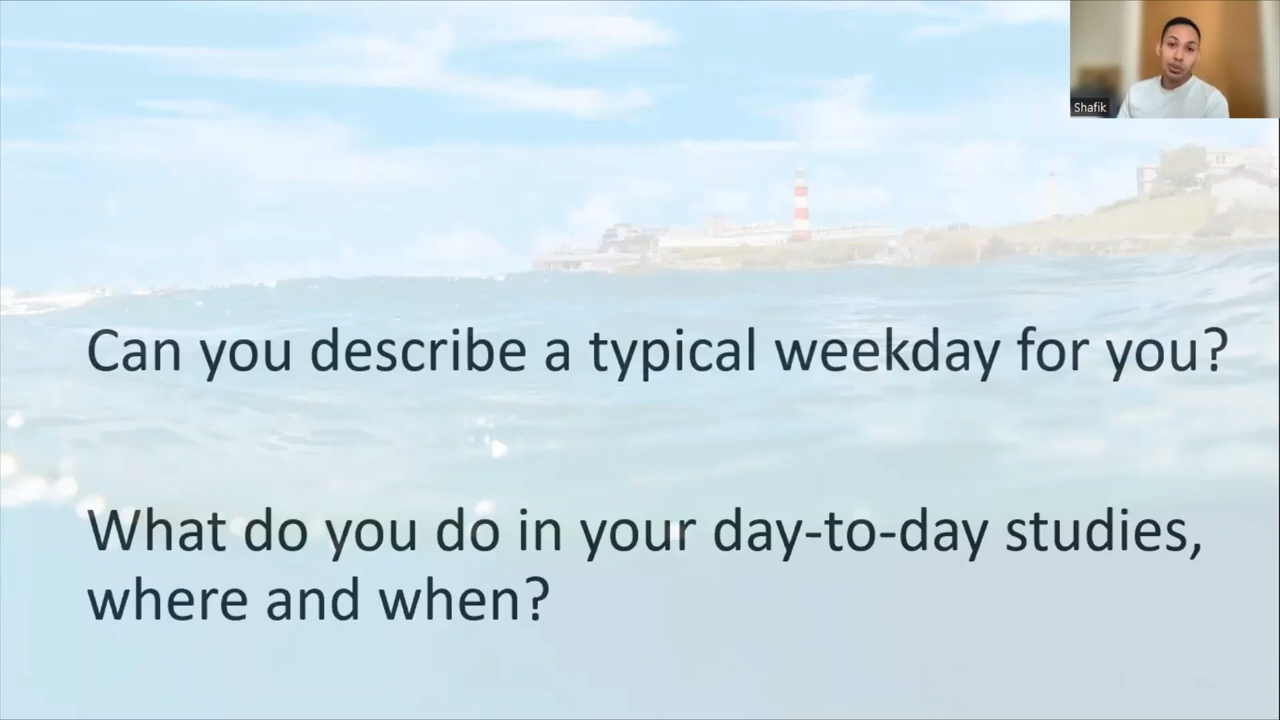 Shafik
Can you describe a typical weekday for you?
What do you do in your day-to-day studies,
where and when?